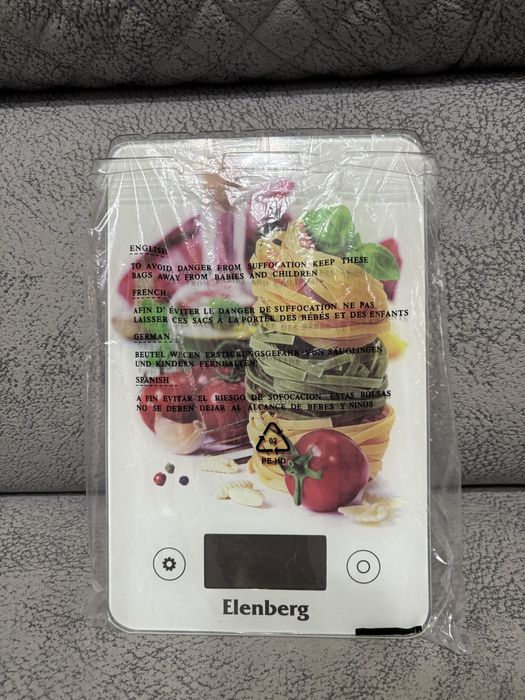 ENGLISH
TO AVOID DANGER FROM SUFFOCATION KEEP THESE
BAGS AWAY FROM BABIES AND CHILDREN
FRENCH
AFIN D' ÉVITER LE DANGER DE SUFFOCATION NE PAS
LAISSER CES SACS À LA PORTÉE DES BÉBÉS ET DES ENFANTS
GERMAN
BEUTEL WECEN ERSTICKUNGSGEFAHR VON SÄUGLINGEN
UND KINDERN FERNHALTEN
SPANISH
A FIN EVITAR EL RIESGO DE SOFOCACION ESTAS BOLSAS
NO SE DEBEN DEJAR AL ALCANCE DE BEBES Y NINOS
02
PE-HD
Elenberg